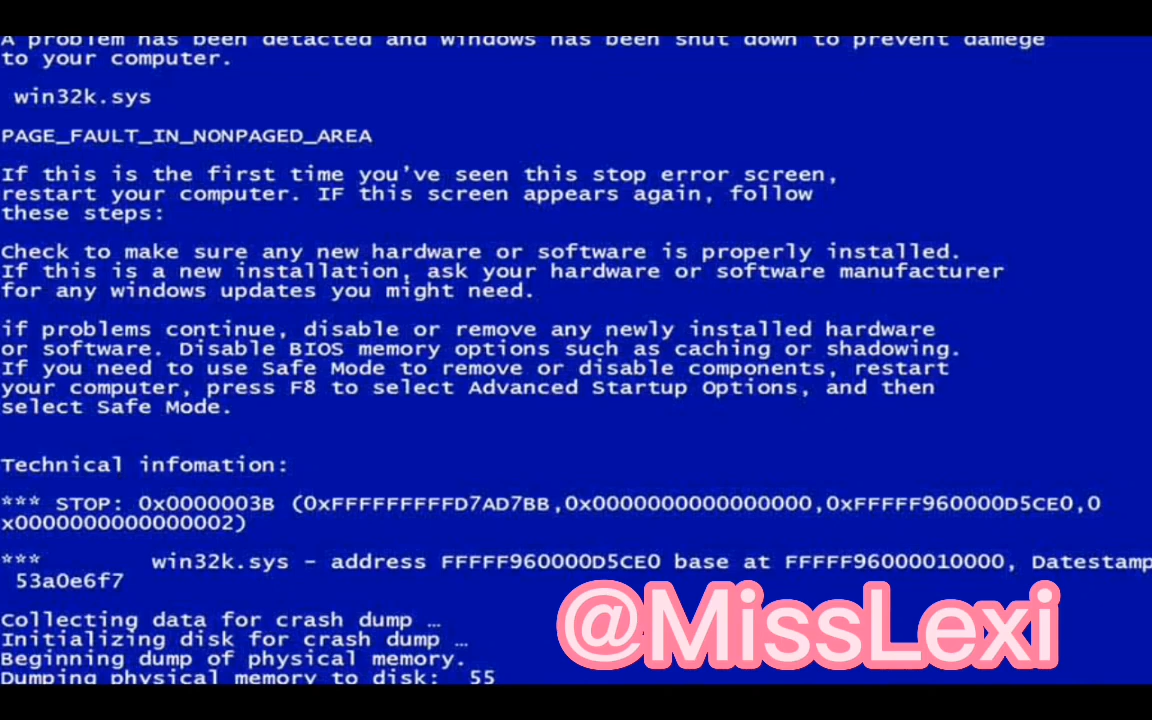 A problem has been detacted and Windows has been shut down to prevent damege
to your computer.
win32k.sys
PAGE_FAULT_IN_NONPAGED_AREA
If this is the first time you've seen this stop error screen,
restart your computer. IF this screen appears again, follow
these steps:
Check to make sure any new hardware or software is properly installed.
If this is a new installation, ask your hardware or software manufacturer
for any windows updates you might need.
if problems continue, disable or remove any newly installed hardware
or software. Disable BIOS memory options such as caching or shadowing.
If you need to use Safe Mode to remove or disable components, restart
your computer, press F8 to select Advanced Startup Options, and then
select Safe Mode.
Technical infomation:
*** STOP: 0x0000003B (0xFFFFFFFFFD7AD7BB,0x0000000000000000,0xFFFFF960000D5CE0,0
x0000000000000002)
*** win32k.sys – address FFFFF960000D5CE0 base at FFFFF96000010000, Datestamp
53a0e6f7
Collecting data for crash dump …
Initializing disk for crash dump …
Beginning dump of physical memory.
Dumping physical memory to disk: 55
@MissLexi